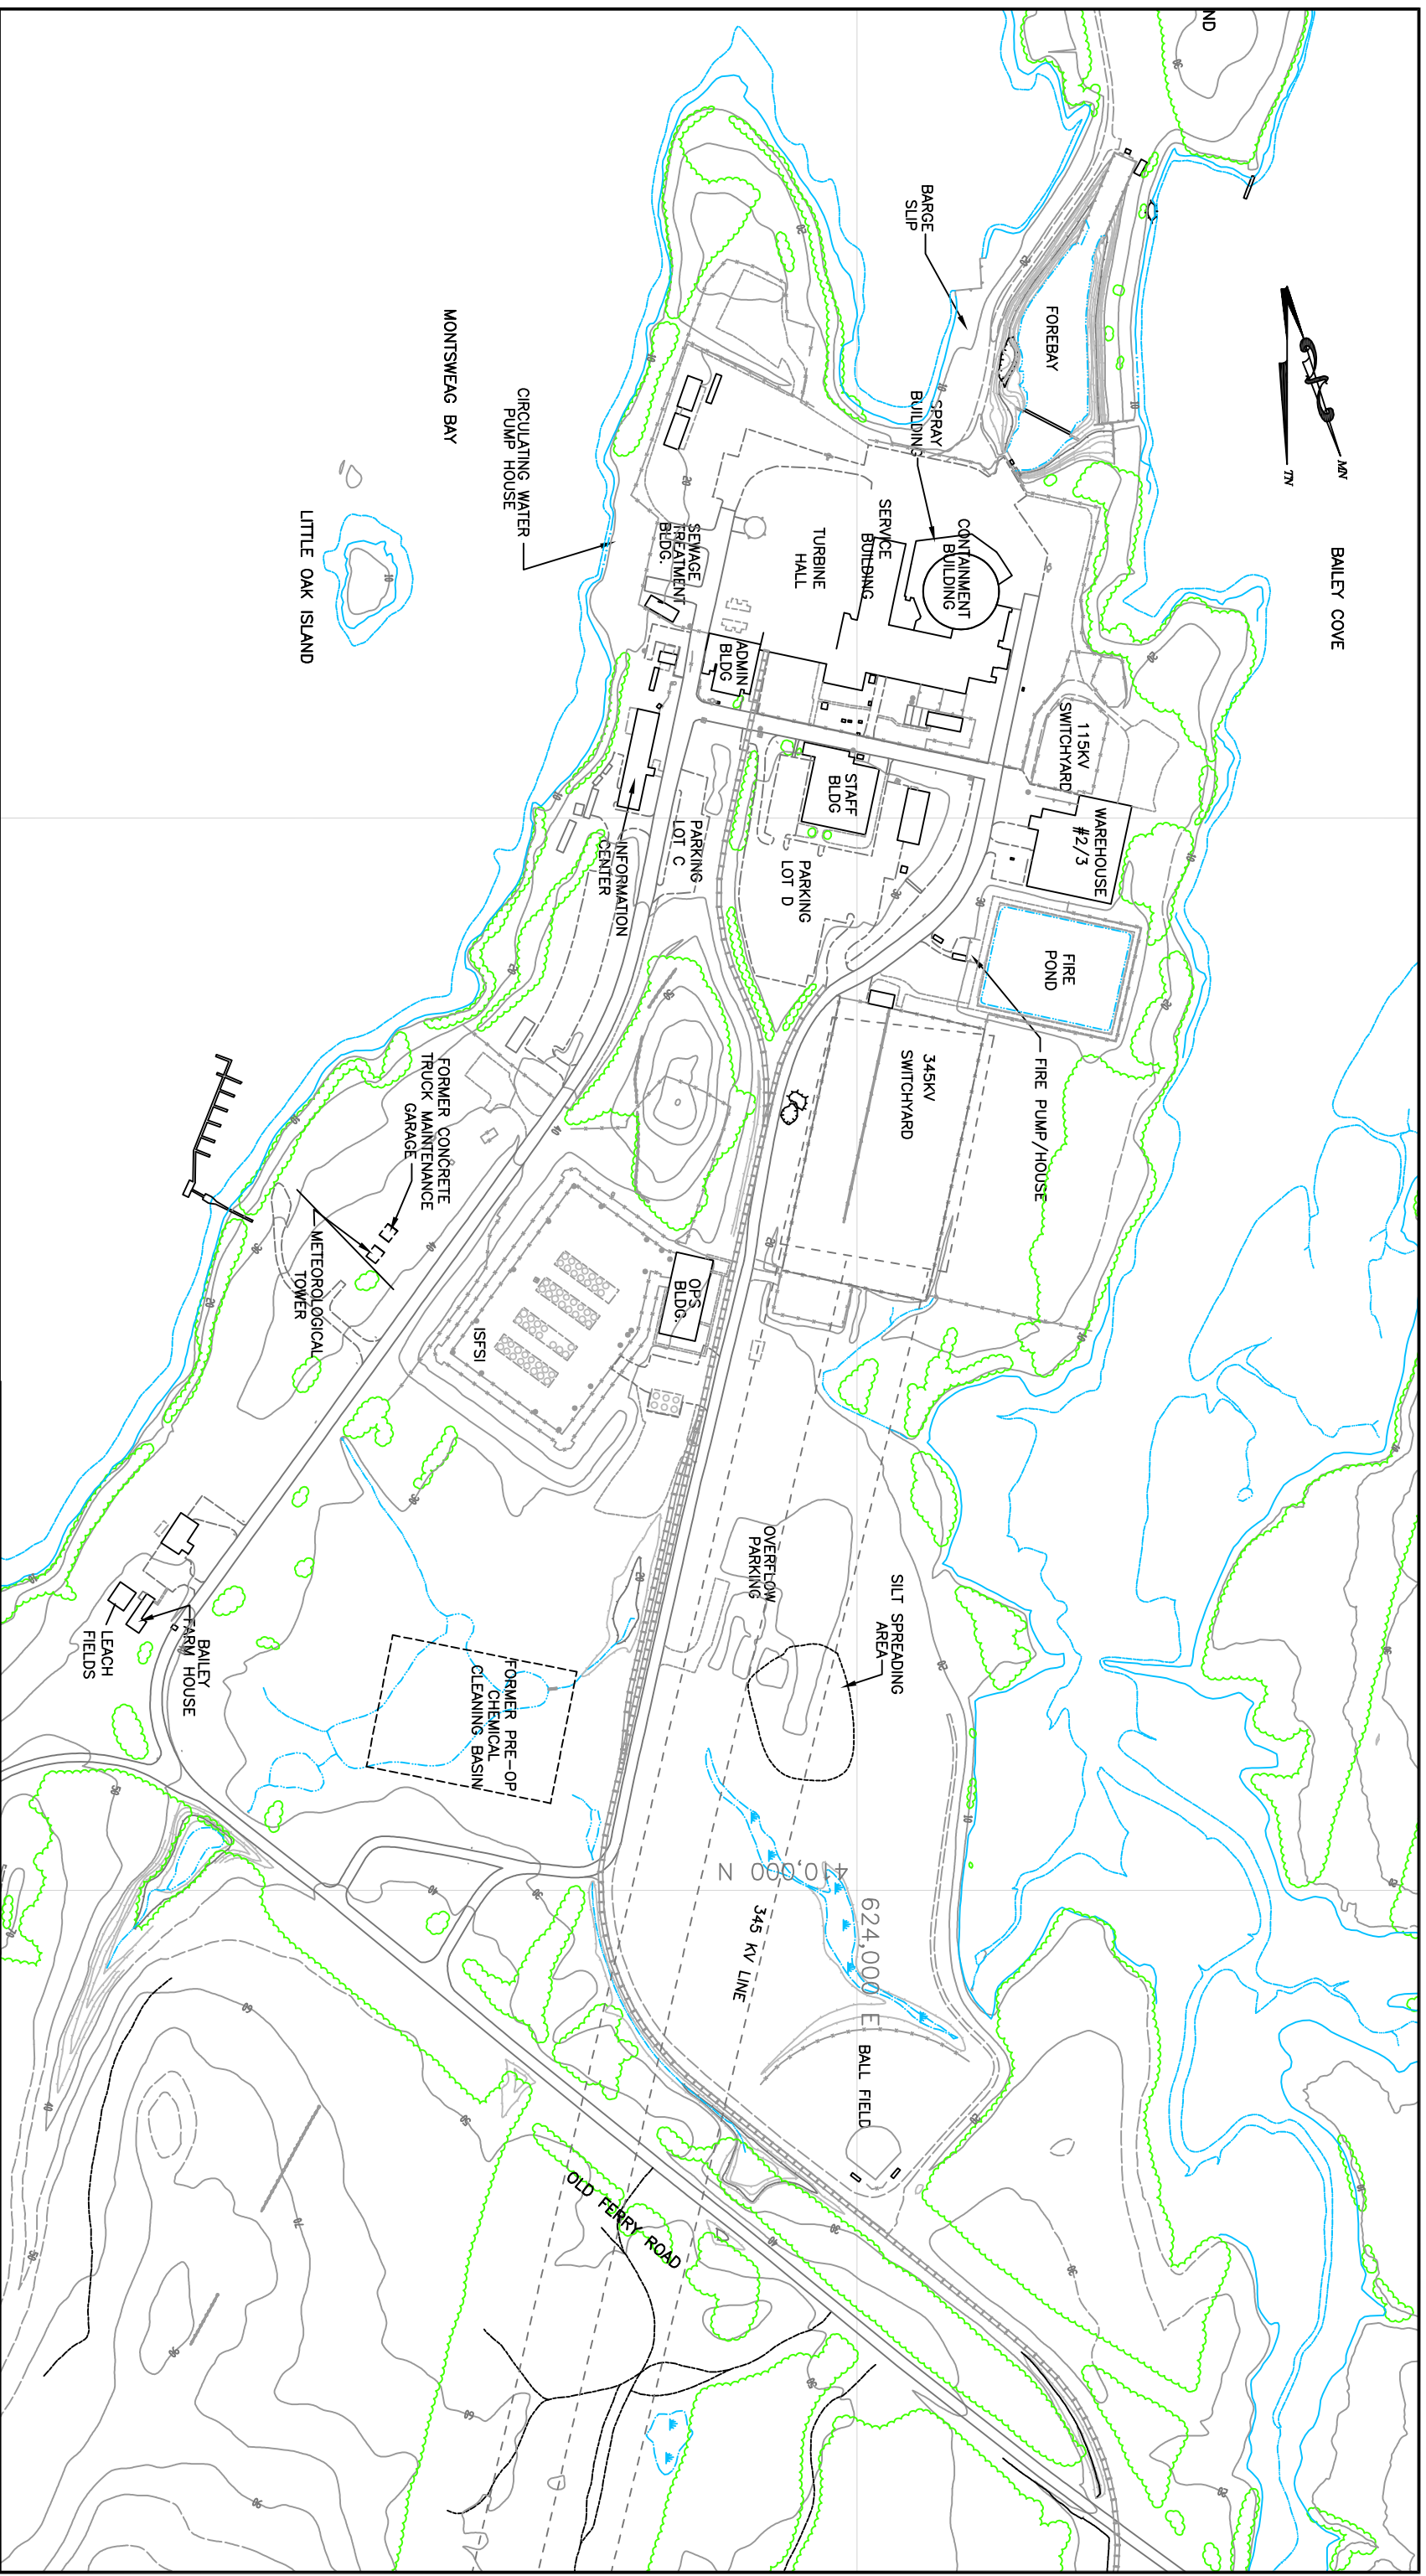 ND
BARGE
SLIP
FOREBAY
MN
TN
BAILEY COVE
MONTSWEAG BAY
CIRCULATING WATER
PUMP HOUSE
LITTLE OAK ISLAND
SPRAY
BUILDING
SERVICE
BUILDING
CONTAINMENT
BUILDING
TURBINE
HALL
SEWAGE
TREATMENT
BLDG.
ADMIN
BLDG
115KV
SWITCHYARD
STAFF
BLDG
WAREHOUSE
#2/3
PARKING
LOT C
PARKING
LOT D
INFORMATION
CENTER
FIRE
POND
FIRE PUMP/HOUSE
345KV
SWITCHYARD
FORMER CONCRETE
TRUCK MAINTENANCE
GARAGE
METEOROLOGICAL
TOWER
OPS
BLDG.
ISFSI
OVERFLOW
PARKING
SILT SPREADING
AREA
BAILEY
FARM HOUSE
LEACH
FIELDS
FORMER PRE-OP
CHEMICAL
CLEANING BASIN
410,000 N
624,000 E
345 KV LINE
BALL FIELD
OLD FERRY ROAD